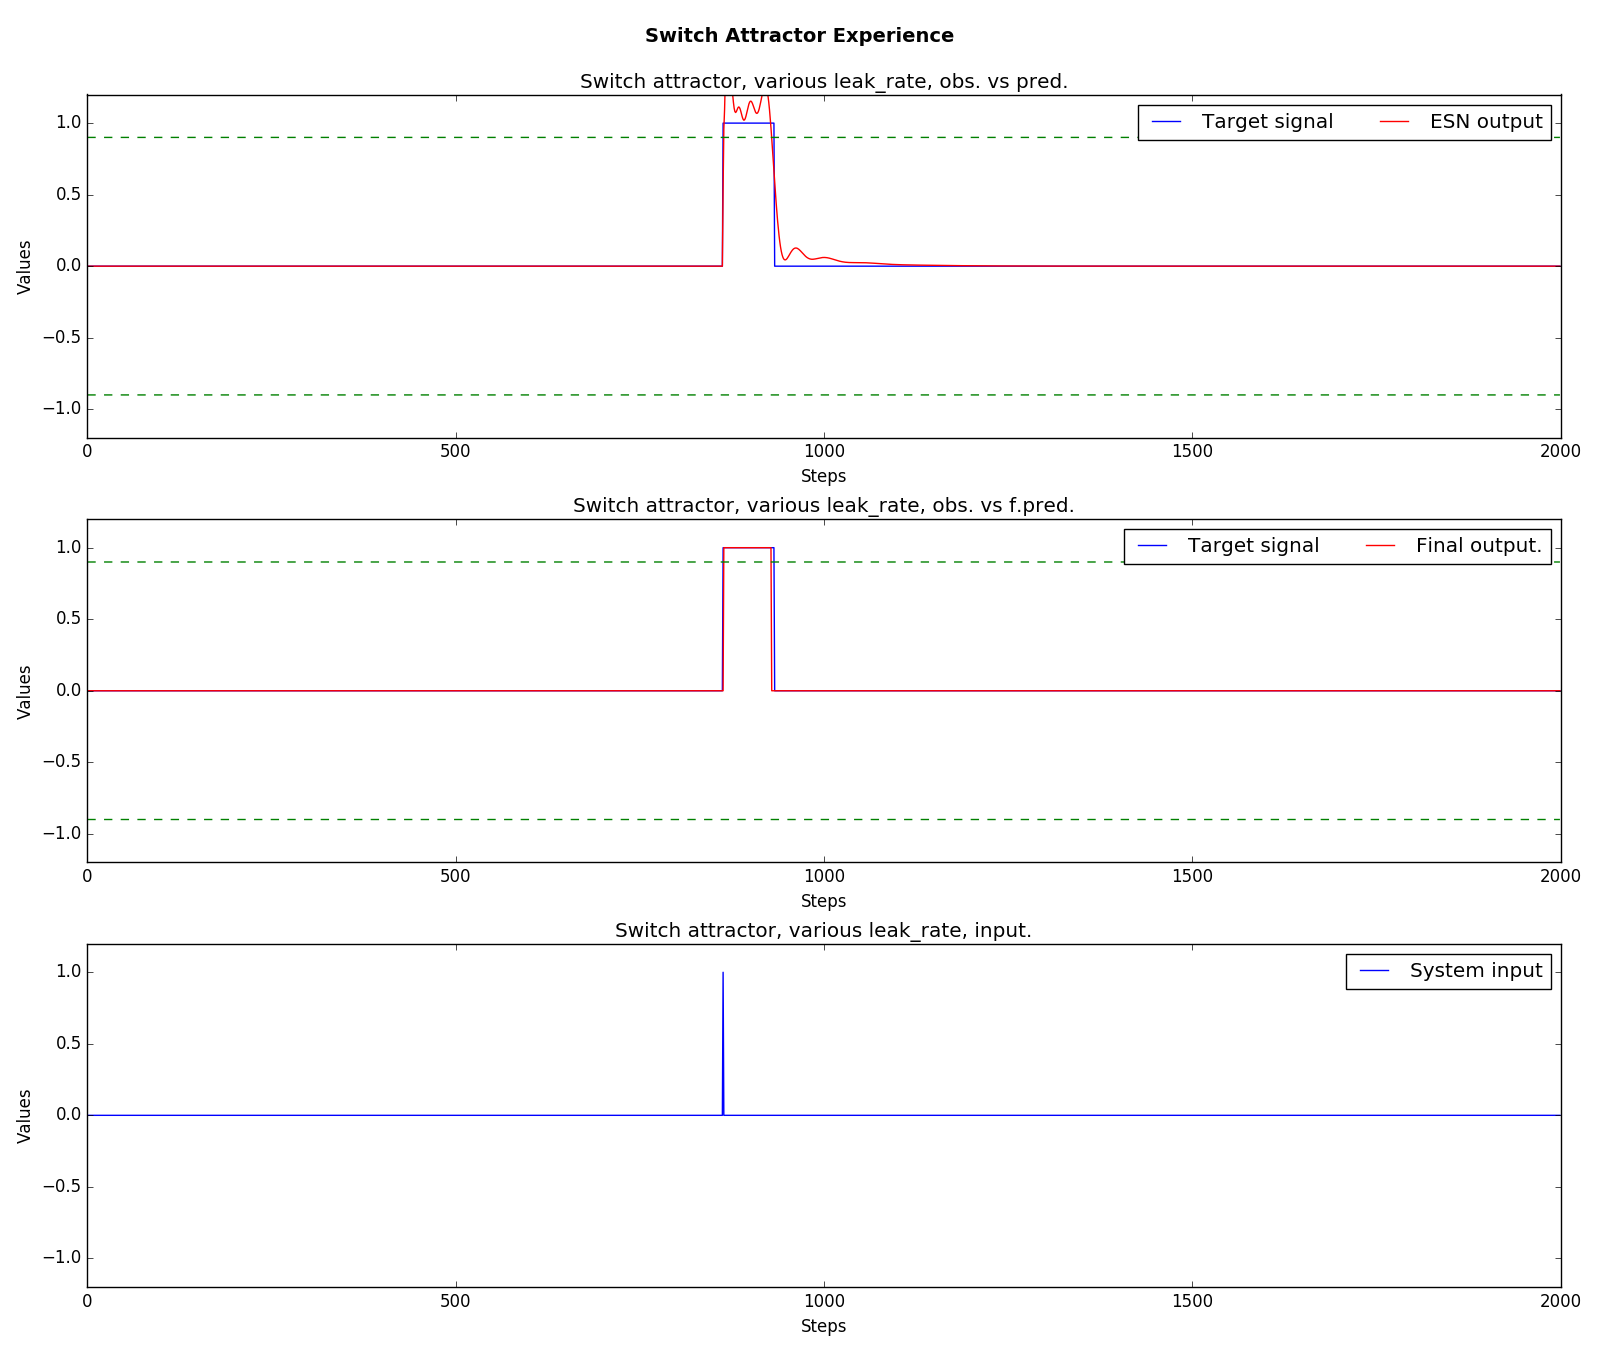 Switch Attractor Experience
Switch attractor, various leak_rate, obs. vs pred.
Target signal ESN output
1.0
0.5
0.0
−0.5
−1.0
Values
0 500 1000 1500 2000
Steps
Switch attractor, various leak_rate, obs. vs f.pred.
Target signal Final output.
1.0
0.5
0.0
−0.5
−1.0
Values
0 500 1000 1500 2000
Steps
Switch attractor, various leak_rate, input.
System input
1.0
0.5
0.0
−0.5
−1.0
Values
0 500 1000 1500 2000
Steps